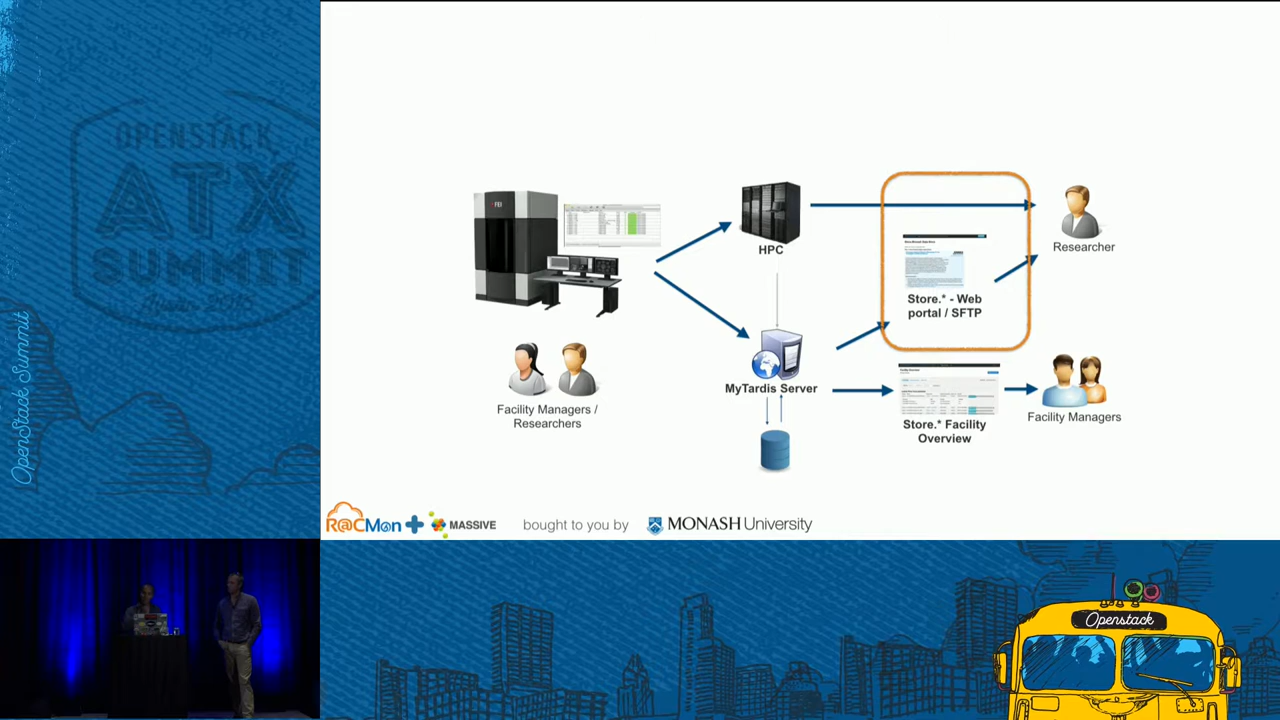 OPENSTACK
ATX
OpenStack Summit
FEI
HPC
Researcher
Store.* - Web
portal / SFTP
MyTardis Server
Facility Managers /
Researchers
Store.* Facility
Overview
Facility Managers
R@CMon
MASSIVE
bought to you by
MONASH University
Openstack